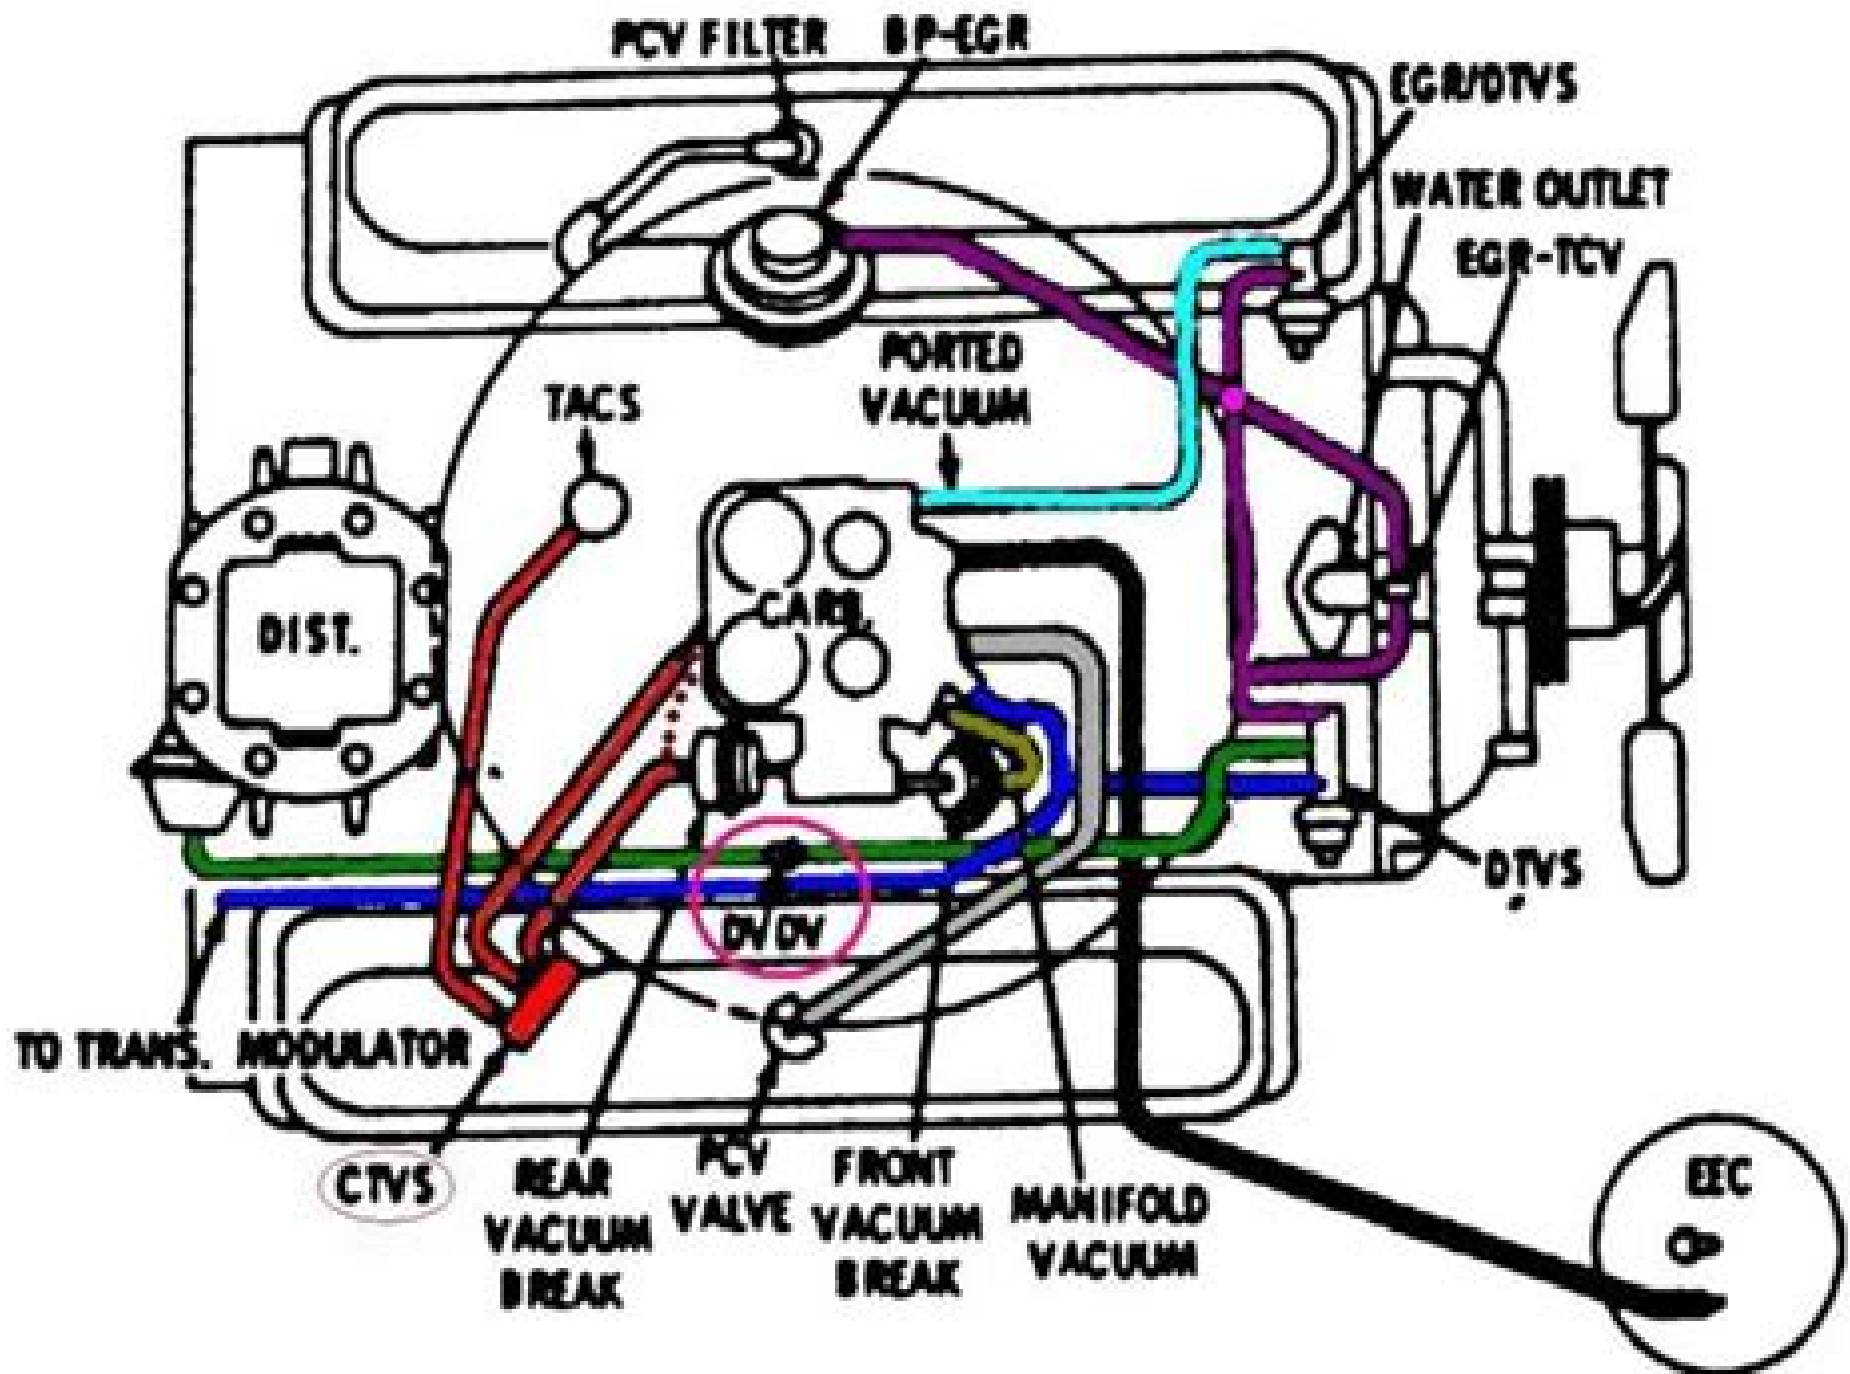 PCV FILTER
BP-EGR
EGR/DTVS
WATER OUTLET
EGR-TCV
PORTED
VACUUM
TACS
CARB.
DIST.
DTVS
DVDV
TO TRANS. MODULATOR
CTVS
REAR
VACUUM
BREAK
PCV
VALVE
FRONT
VACUUM
BREAK
MANIFOLD
VACUUM
EEC